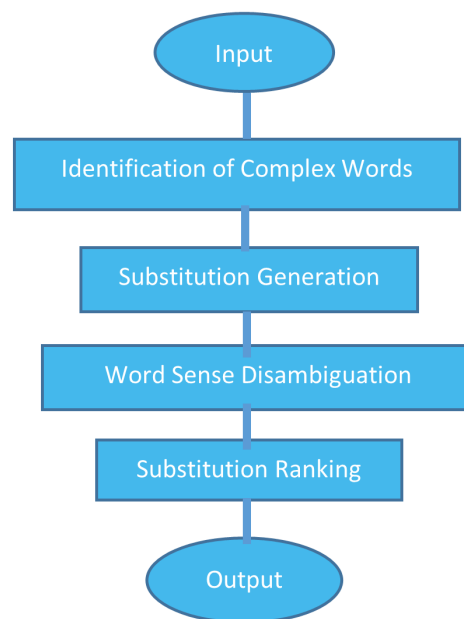 Input
Identification of Complex Words
Substitution Generation
Word Sense Disambiguation
Substitution Ranking
Output